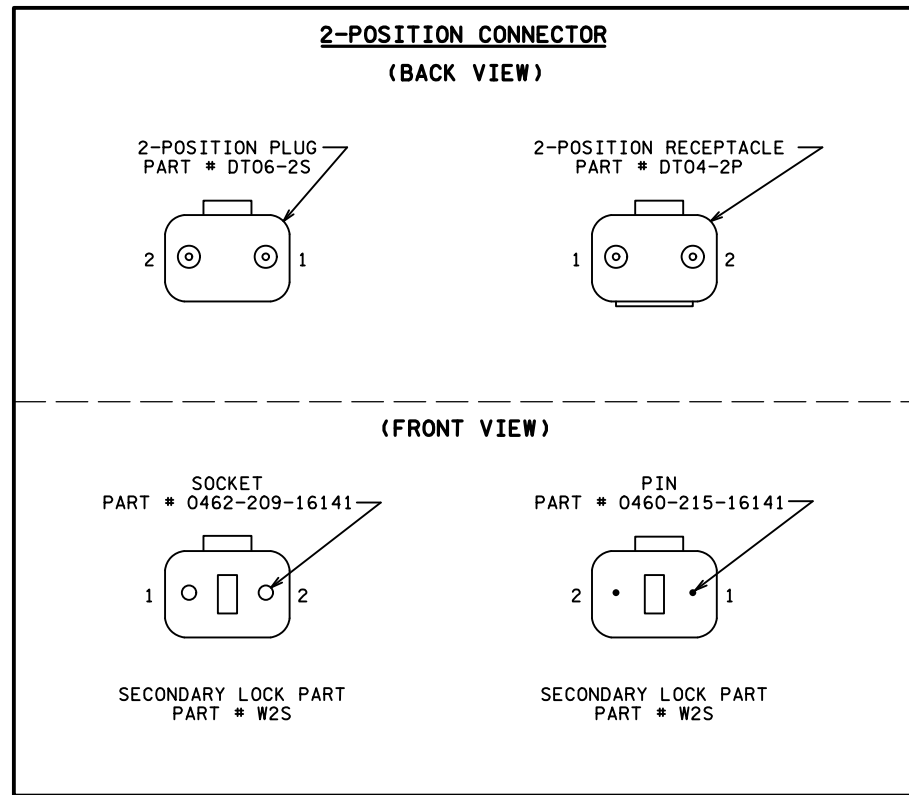 2-POSITION CONNECTOR
(BACK VIEW)
2-POSITION PLUG
PART # DT06-2S
2
1
2-POSITION RECEPTACLE
PART # DT04-2P
1
2
(FRONT VIEW)
SOCKET
PART # 0462-209-16141
1
2
SECONDARY LOCK PART
PART # W2S
PIN
PART # 0460-215-16141
2
1
SECONDARY LOCK PART
PART # W2S